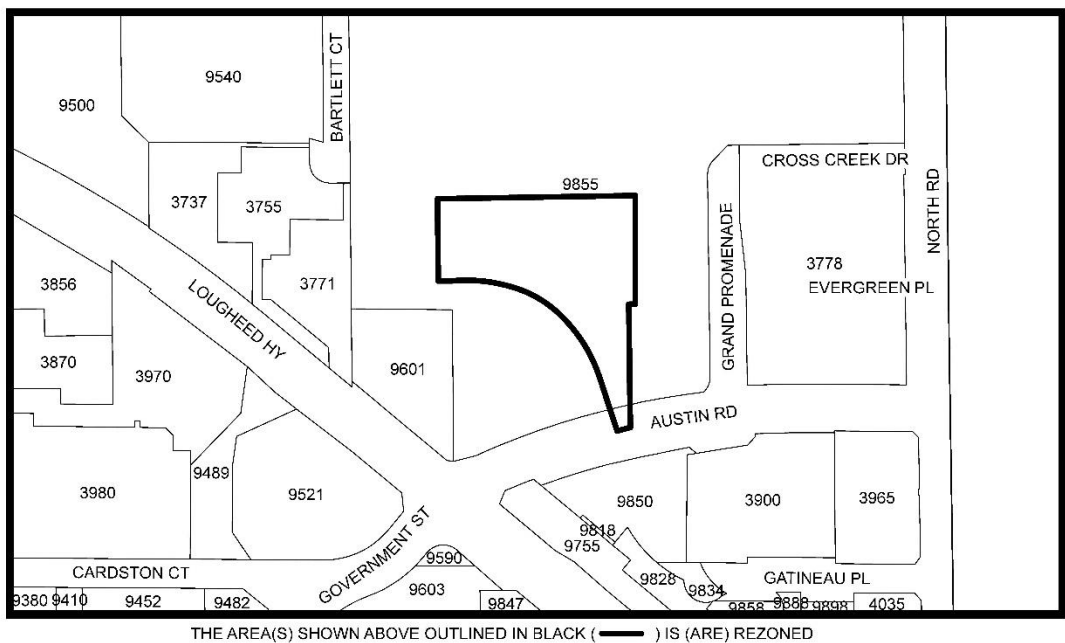 9540
9500
BARTLETT CT
CROSS CREEK DR
9855
3737
3755
NORTH RD
3778
3771
3856
EVERGREEN PL
LOUGHEED HY
GRAND PROMENADE
3870
3970
9601
AUSTIN RD
9489
3980
9521
9850
3900
3965
9818
9755
GOVERNMENT ST
9590
CARDSTON CT
9828
GATINEAU PL
9603
9834
9380
9410
9452
9482
9847
9858
9888
9898
4035
THE AREA(S) SHOWN ABOVE OUTLINED IN BLACK ( ) IS (ARE) REZONED